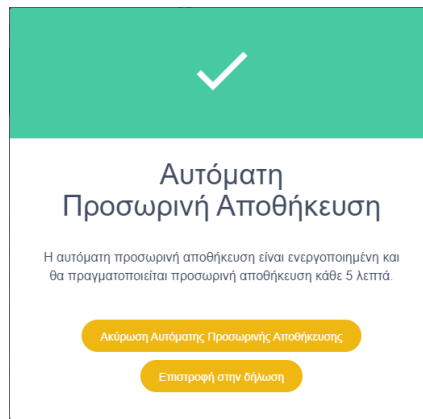 Αυτόματη
Προσωρινή Αποθήκευση
Η αυτόματη προσωρινή αποθήκευση είναι ενεργοποιημένη και
θα πραγματοποιείται προσωρινή αποθήκευση κάθε 5 λεπτά.
Ακύρωση Αυτόματης Προσωρινής Αποθήκευσης
Επιστροφή στην δήλωση